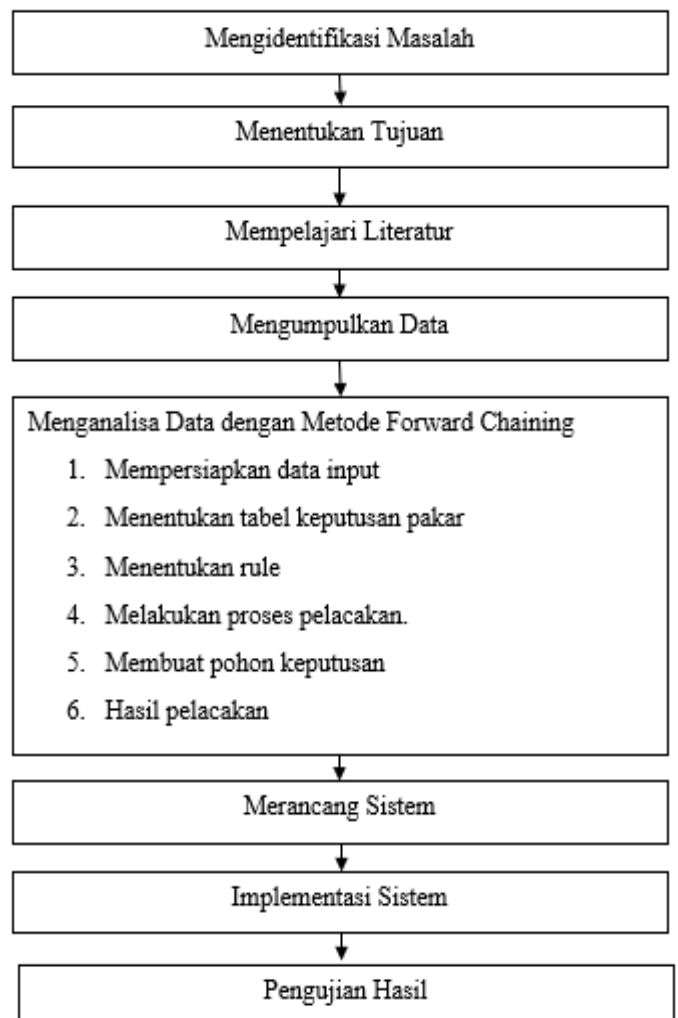 Mengidentifikasi Masalah
Menentukan Tujuan
Mempelajari Literatur
Mengumpulkan Data
Menganalisa Data dengan Metode Forward Chaining
1. Mempersiapkan data input
2. Menentukan tabel keputusan pakar
3. Menentukan rule
4. Melakukan proses pelacakan.
5. Membuat pohon keputusan
6. Hasil pelacakan
Merancang Sistem
Implementasi Sistem
Pengujian Hasil